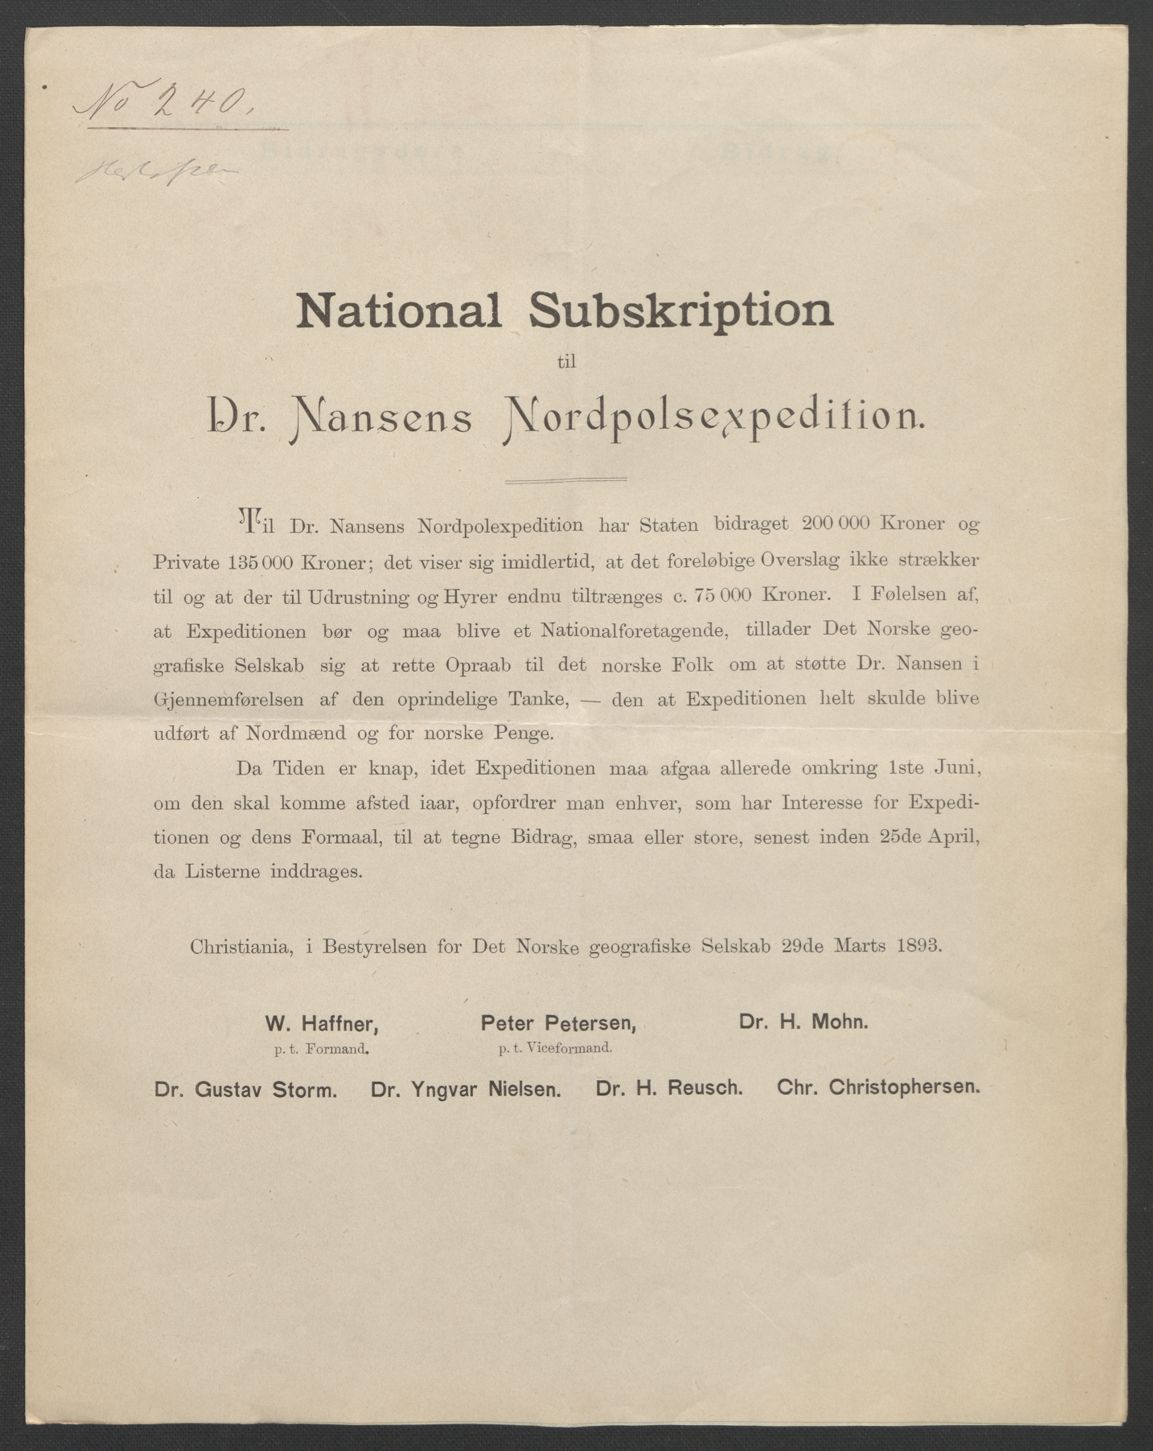 No 240.
National Subskription
til
Dr. Nansens Nordpolsexpedition.
Til Dr. Nansens Nordpolexpedition har Staten bidraget 200 000 Kroner og
Private 135 000 Kroner; det viser sig imidlertid, at det foreløbige Overslag ikke strækker
til og at der til Udrustning og Hyrer endnu tiltrænges c. 75 000 Kroner. I Følelsen af,
at Expeditionen bør og maa blive et Nationalforetagende, tillader Det Norske geo-
grafiske Selskab sig at rette Opraab til det norske Folk om at støtte Dr. Nansen i
Gjennemførelsen af den oprindelige Tanke, — den at Expeditionen helt skulde blive
udført af Nordmænd og for norske Penge.
Da Tiden er knap, idet Expeditionen maa afgaa allerede omkring 1ste Juni,
om den skal komme afsted iaar, opfordrer man enhver, som har Interesse for Expedi-
tionen og dens Formaal, til at tegne Bidrag, smaa eller store, senest inden 25de April,
da Listerne inddrages.
Christiania, i Bestyrelsen for Det Norske geografiske Selskab 29de Marts 1893.
W. Haffner, Peter Petersen, Dr. H. Mohn.
p. t. Formand. p. t. Viceformand.
Dr. Gustav Storm. Dr. Yngvar Nielsen. Dr. H. Reusch. Chr. Christophersen.